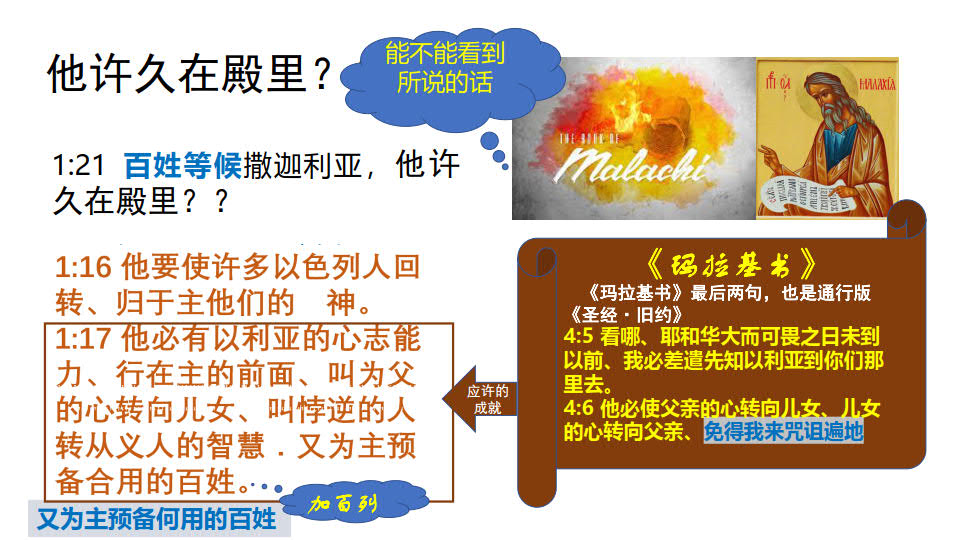 他许久在殿里？
能不能看到
所说的话
THE BOOK OF
Malachi
MALAXIA
1:21 百姓等候撒迦利亚，他许
久在殿里？？
1:16 他要使许多以色列人回
转、归于主他们的 神。
1:17 他必有以利亚的心志能
力、行在主的前面、叫为父
的心转向儿女、叫悖逆的人
转从义人的智慧．又为主预
备合用的百姓。
加百列
又为主预备何用的百姓
应许的
成就
《玛拉基书》
《玛拉基书》最后两句，也是通行版
《圣经·旧约》
4:5 看哪、耶和华大而可畏之日未到
以前、我必差遣先知以利亚到你们那
里去。
4:6 他必使父亲的心转向儿女、儿女
的心转向父亲、免得我来咒诅遍地